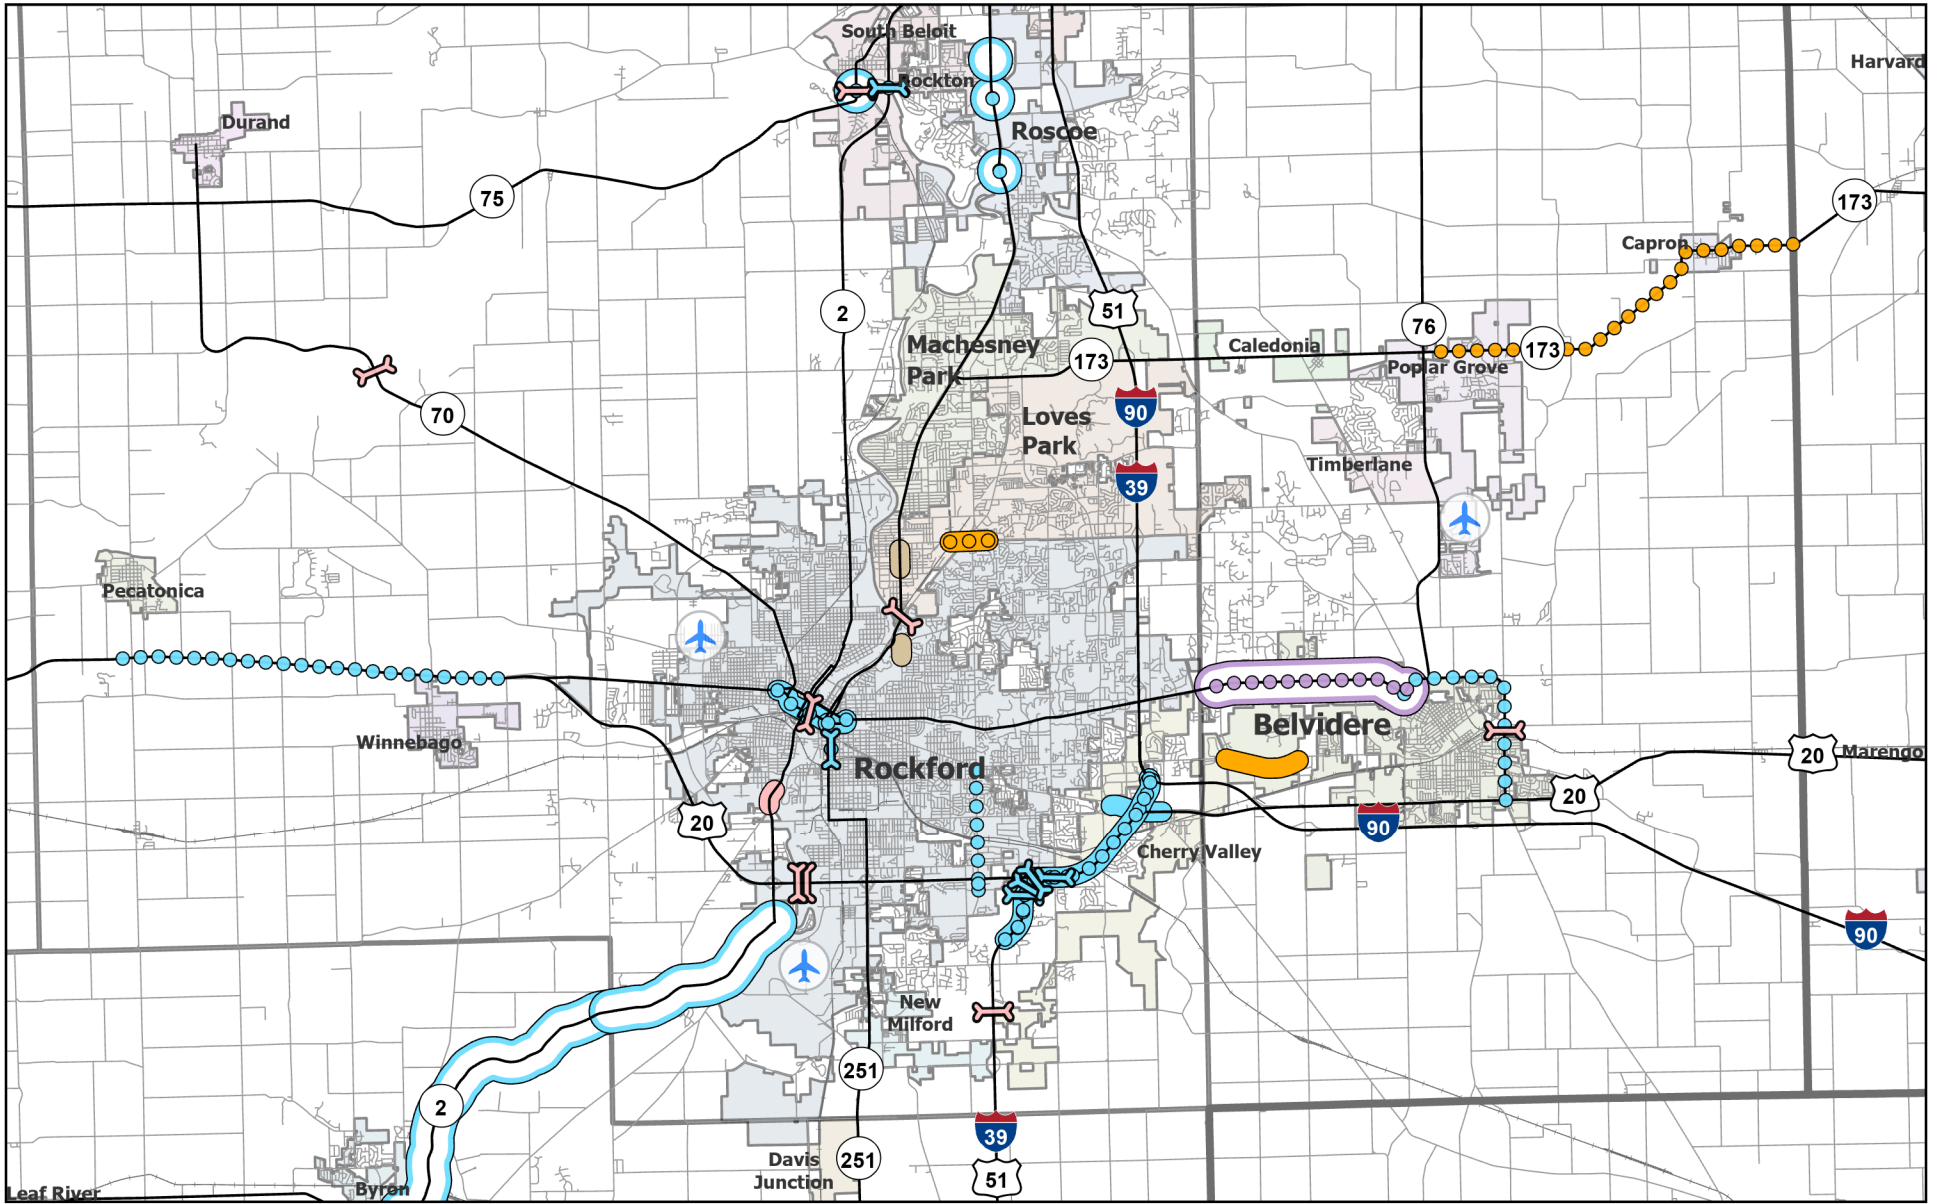 South Beloit
Harvard
Rockton
Durand
Roscoe
75
173
Capron
2
51
76
Machesney
Park
173
Caledonia
173
Poplar Grove
90
70
Loves
Park
Timberlane
39
Pecatonica
Winnebago
Belvidere
20
Marengo
Rockford
20
20
90
Cherry Valley
90
New
Milford
251
2
39
Davis
Junction
251
51
Byron
Leaf River